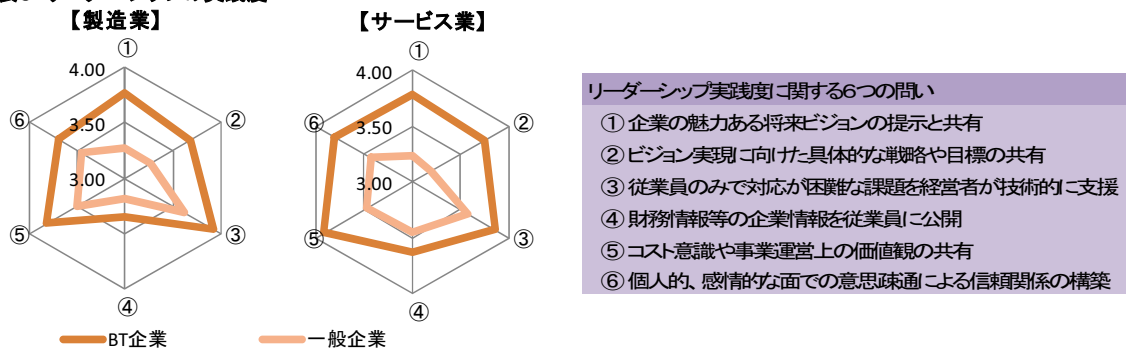 【製造業】
①
4.00
⑥
3.50
②
3.00
⑤
③
④
【サービス業】
①
4.00
⑥
3.50
②
3.00
⑤
③
④
BT企業
一般企業
リーダーシップ実践度に関する6つの問い
① 企業の魅力ある将来ビジョンの提示と共有
② ビジョン実現に向けた具体的な戦略や目標の共有
③ 従業員のみで対応が困難な課題を経営者が技術的に支援
④ 財務情報等の企業情報を従業員に公開
⑤ コスト意識や事業運営上の価値観の共有
⑥ 個人的、感情的な面での意思疎通による信頼関係の構築